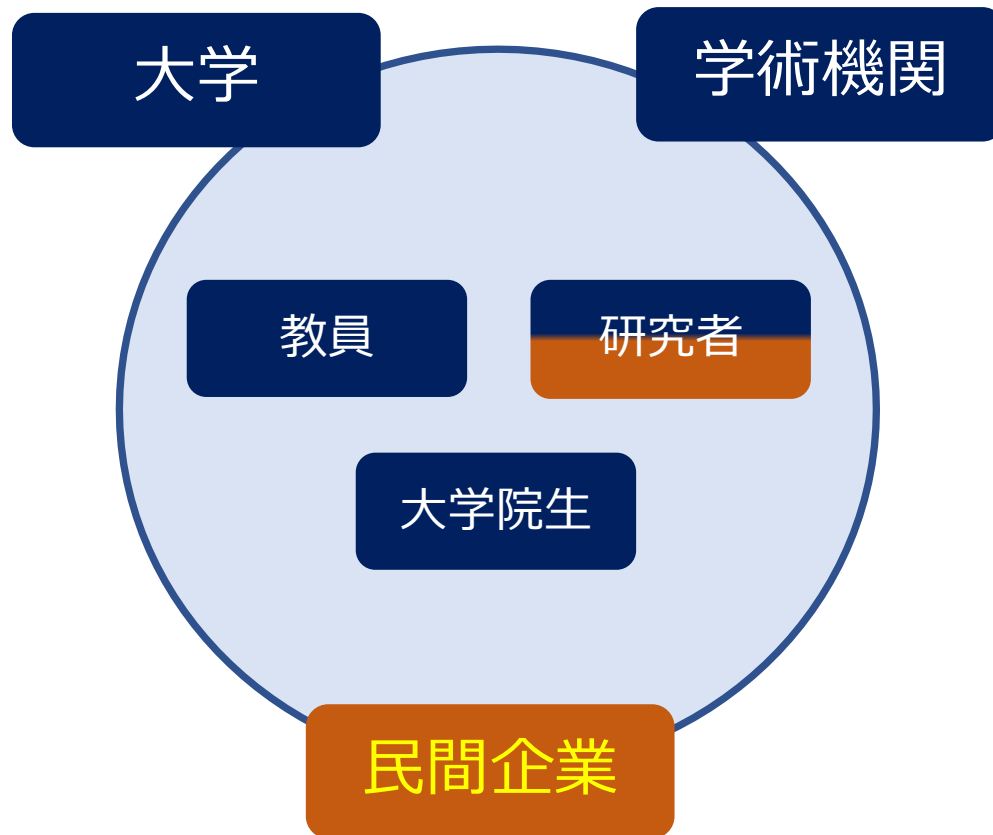 大学
学術機関
教員
研究者
大学院生
民間企業